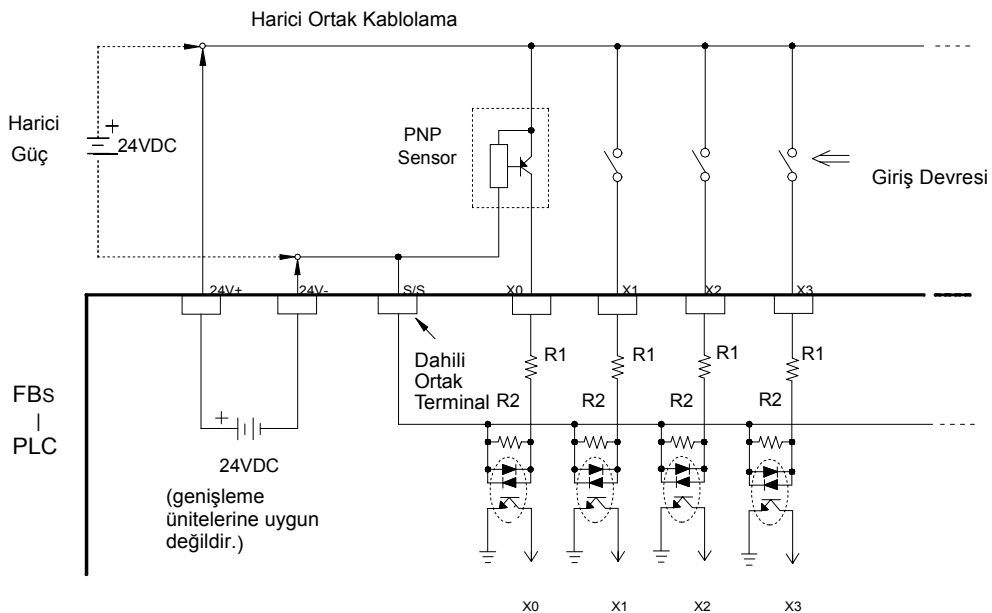 Harici Ortak Kablolama
Harici
Güç
+
24VDC
PNP
Sensor
Giriş Devresi
24V+
24V-
S/S
X0
X1
X2
X3
Dahili
Ortak
Terminal
R1
R1
R1
R1
R2
R2
R2
R2
FBs
|
PLC
+
24VDC
(genişleme
ünitelerine uygun
değildir.)
X0
X1
X2
X3